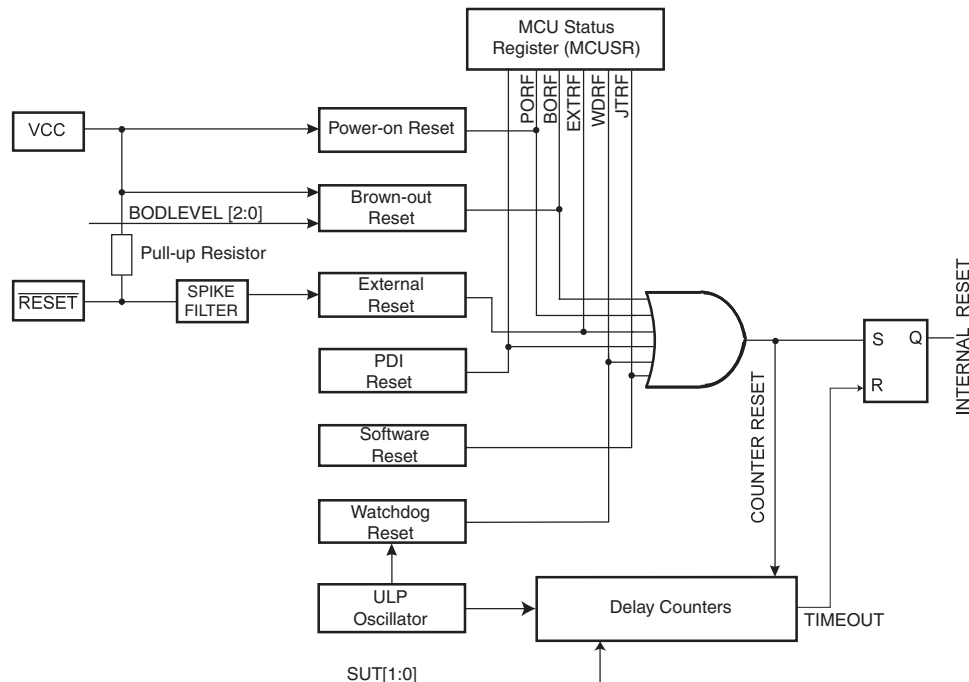 MCU Status
Register (MCUSR)
PORF
BORF
EXTRF
WDRF
JTRF
VCC
Power-on Reset
Brown-out
Reset
BODLEVEL [2:0]
Pull-up Resistor
RESET
SPIKE
FILTER
External
Reset
PDI
Reset
Software
Reset
Watchdog
Reset
ULP
Oscillator
Delay Counters
SUT[1:0]
COUNTER RESET
TIMEOUT
S
Q
R
INTERNAL RESET